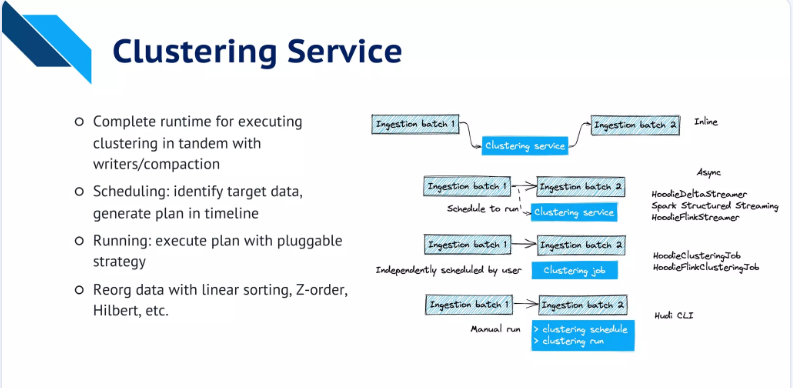 Clustering Service
Complete runtime for executing
clustering in tandem with
writers/compaction
Scheduling: identify target data,
generate plan in timeline
Running: execute plan with pluggable
strategy
Reorg data with linear sorting, Z-order,
Hilbert, etc.
Ingestion batch 1
Clustering service
Ingestion batch 2
Inline
Async
Ingestion batch 1
Ingestion batch 2
Schedule to run
Clustering service
HoodieDeltaStreamer
Spark Structured Streaming
HoodieFlinkStreamer
Ingestion batch 1
Ingestion batch 2
Independently scheduled by user
Clustering job
HoodieClusteringJob
HoodieFlinkClusteringJob
Ingestion batch 1
Ingestion batch 2
Manual run
> clustering schedule
> clustering run
Hudi CLI